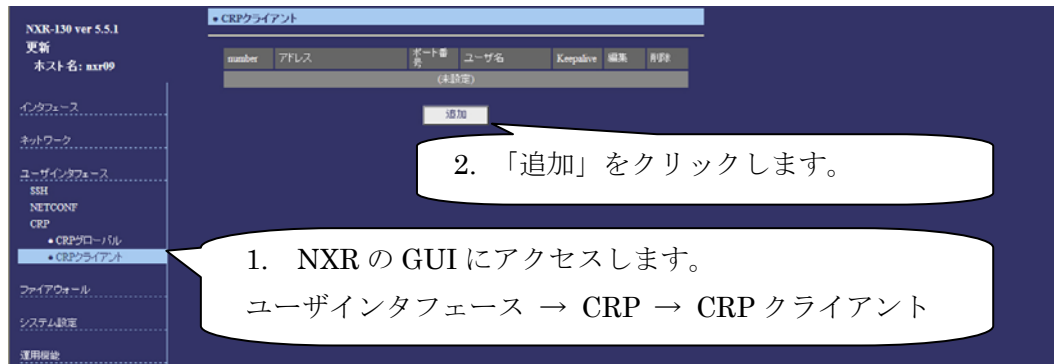 NXR-130 ver 5.5.1
更新
ホスト名: nxr09
インタフェース
ネットワーク
ユーザインタフェース
SSH
NETCONF
CRP
• CRPグローバル
• CRPクライアント
ファイアウォール
システム設定
運用機能
• CRPクライアント
number アドレス ポート番号 ユーザ名 Keepalive 編集 削除
(未設定)
追加
2. 「追加」をクリックします。
1. NXR の GUI にアクセスします。
ユーザインタフェース → CRP → CRP クライアント